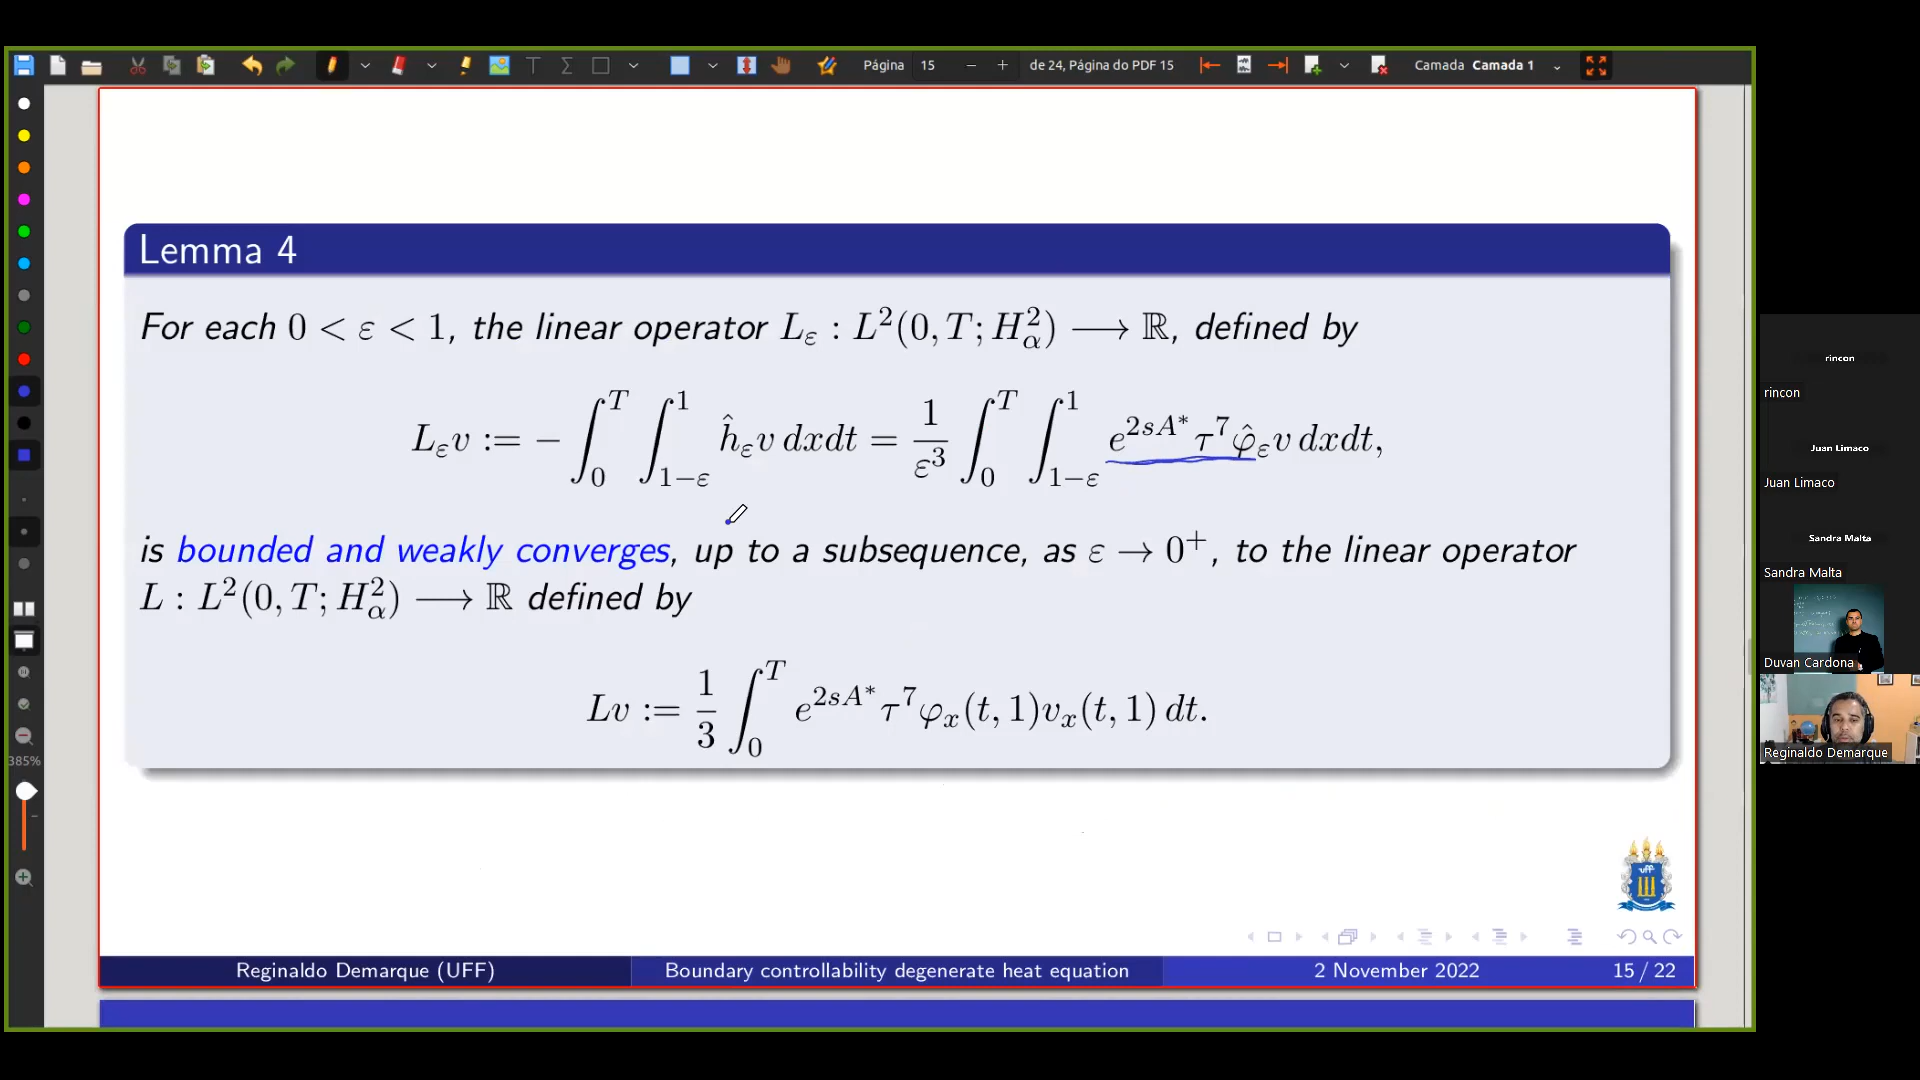 Página 15 − + de 24, Página do PDF 15 Camada Camada 1
Lemma 4
For each 0 < ε < 1, the linear operator L_ε : L²(0, T; H²_α) ⟶ ℝ, defined by
L_ε v := − ∫_0^T ∫_{1−ε}^1 ĥ_ε v dxdt = 1/ε³ ∫_0^T ∫_{1−ε}^1 e^{2sA*} τ⁷ φ̂_ε v dxdt,
is bounded and weakly converges, up to a subsequence, as ε → 0⁺, to the linear operator
L : L²(0, T; H²_α) ⟶ ℝ defined by
Lv := 1/3 ∫_0^T e^{2sA*} τ⁷ φ_x(t, 1) v_x(t, 1) dt.
uff
Reginaldo Demarque (UFF) Boundary controllability degenerate heat equation 2 November 2022 15 / 22
385%
rincon
rincon
Juan Limaco
Juan Limaco
Sandra Malta
Sandra Malta
Duvan Cardona
Reginaldo Demarque